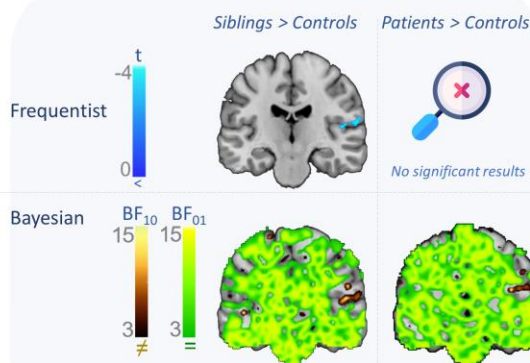 Siblings > Controls
Patients > Controls
t
-4
Frequentist
0
<
No significant results
Bayesian
BF10 BF01
15 15
3 3
≠ =